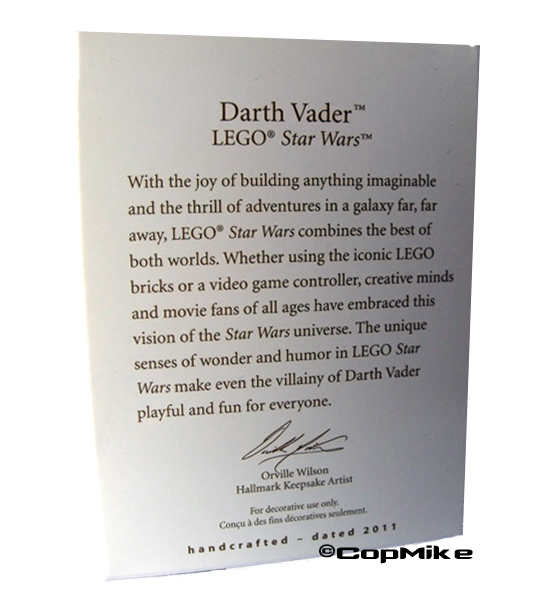 Darth Vader™
LEGO® Star Wars™
With the joy of building anything imaginable
and the thrill of adventures in a galaxy far, far
away, LEGO® Star Wars combines the best of
both worlds. Whether using the iconic LEGO
bricks or a video game controller, creative minds
and movie fans of all ages have embraced this
vision of the Star Wars universe. The unique
senses of wonder and humor in LEGO Star
Wars make even the villainy of Darth Vader
playful and fun for everyone.
Orville Wilson
Hallmark Keepsake Artist
For decorative use only.
Conçu à des fins décoratives seulement.
handcrafted – dated 2011
©CopMike